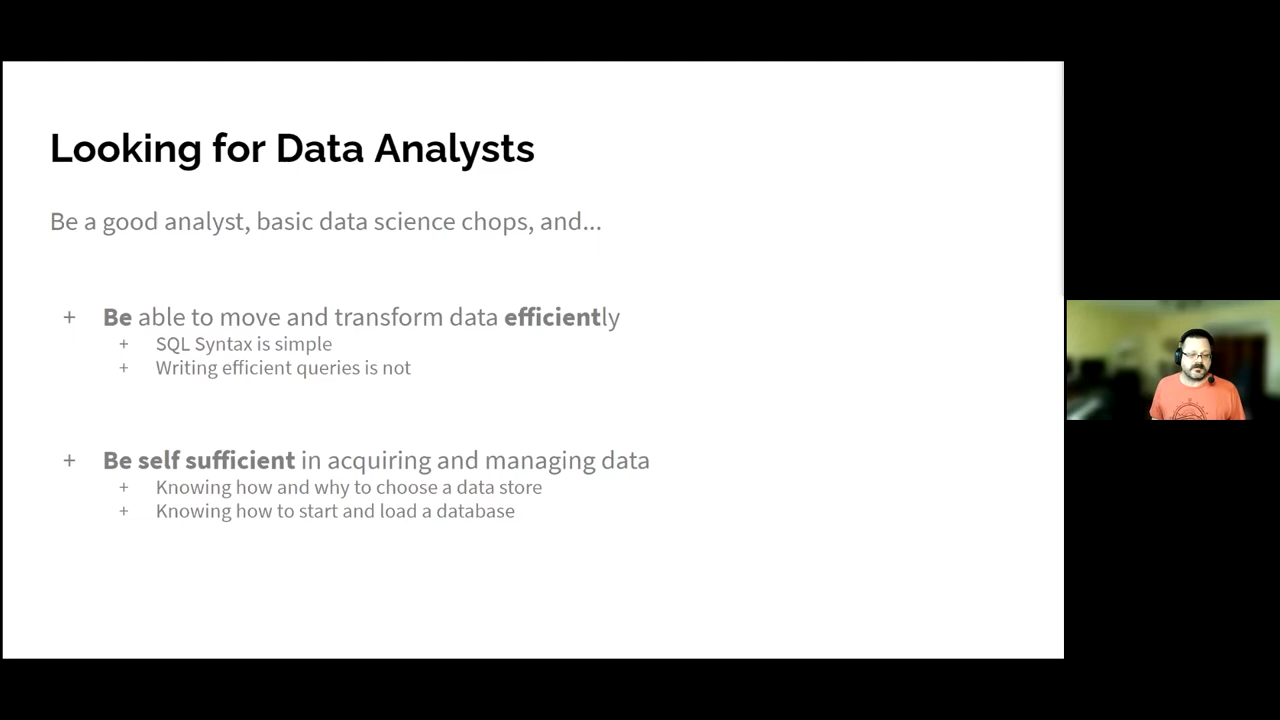 Looking for Data Analysts
Be a good analyst, basic data science chops, and...
+ Be able to move and transform data efficiently
+ SQL Syntax is simple
+ Writing efficient queries is not
+ Be self sufficient in acquiring and managing data
+ Knowing how and why to choose a data store
+ Knowing how to start and load a database